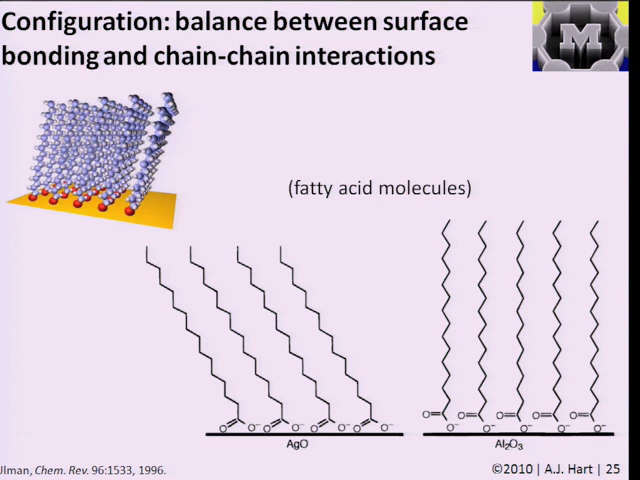 Configuration: balance between surface
bonding and chain-chain interactions
M
(fatty acid molecules)
O O⁻ O O⁻ O O⁻ O O⁻
O O⁻ O O⁻ O O⁻ O O⁻ O O⁻
AgO
Al₂O₃
Ulman, Chem. Rev. 96:1533, 1996.
©2010 | A.J. Hart | 25